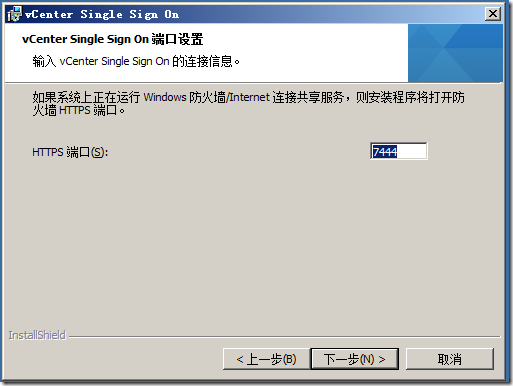 vCenter Single Sign On
vCenter Single Sign On 端口设置
输入 vCenter Single Sign On 的连接信息。
如果系统上正在运行 Windows 防火墙/Internet 连接共享服务，则安装程序将打开防
火墙 HTTPS 端口。
HTTPS 端口(S): 7444
InstallShield
< 上一步(B) 下一步(N) > 取消